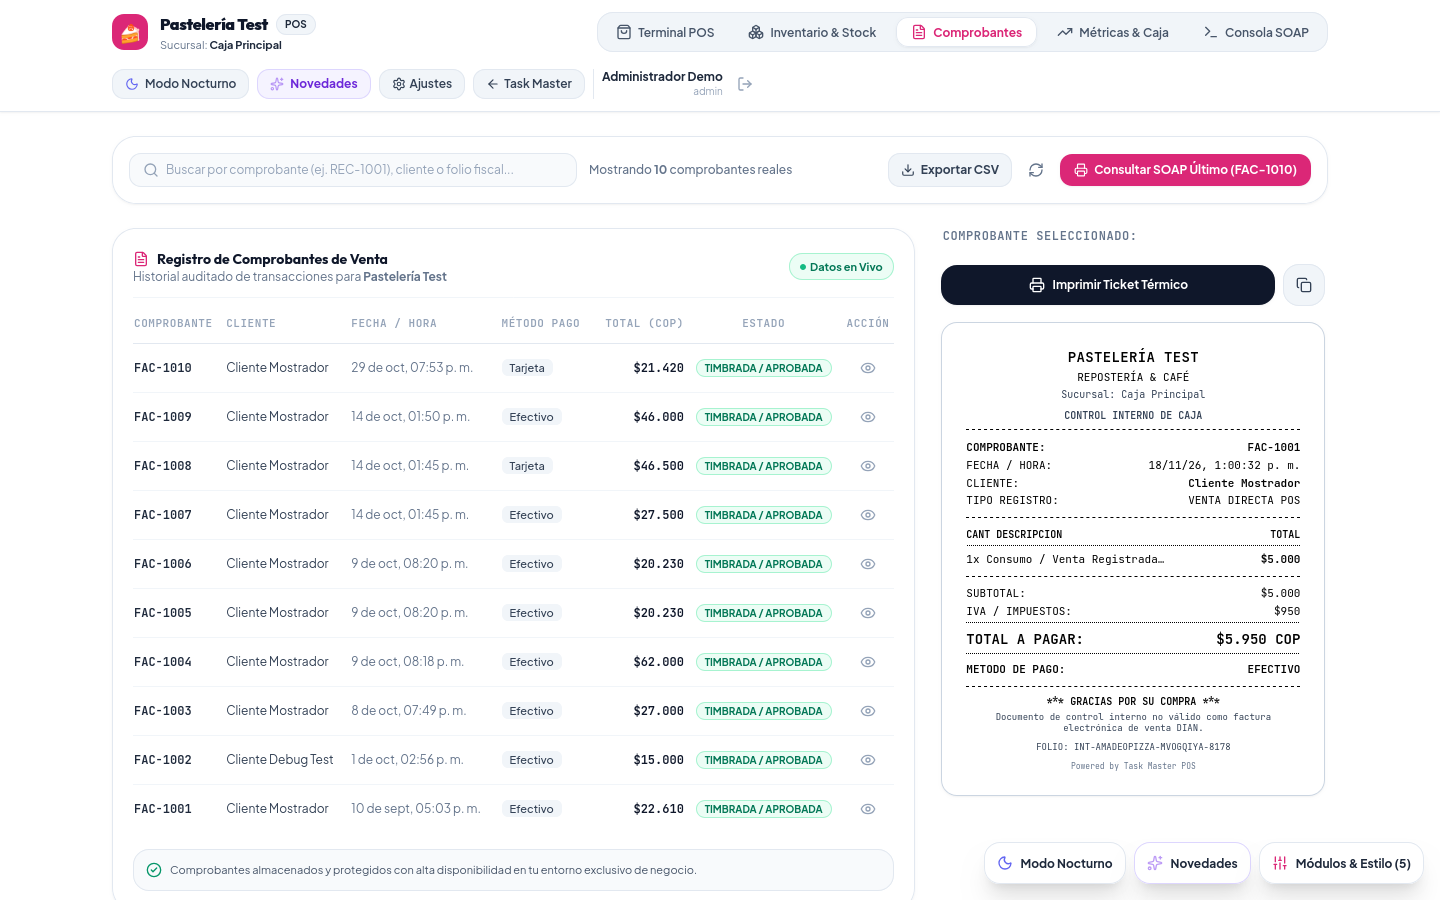 Pastelería Test POS
Sucursal: Caja Principal
Terminal POS
Inventario & Stock
Comprobantes
Métricas & Caja
Consola SOAP
Modo Nocturno
Novedades
Ajustes
Task Master
Administrador Demo
admin
Buscar por comprobante (ej. REC-1001), cliente o folio fiscal...
Mostrando 10 comprobantes reales
Exportar CSV
Consultar SOAP Último (FAC-1010)
Registro de Comprobantes de Venta
Historial auditado de transacciones para Pastelería Test
Datos en Vivo
COMPROBANTE CLIENTE FECHA / HORA MÉTODO PAGO TOTAL (COP) ESTADO ACCIÓN
FAC-1010 Cliente Mostrador 29 de oct, 07:53 p. m. Tarjeta $21.420 TIMBRADA / APROBADA
FAC-1009 Cliente Mostrador 14 de oct, 01:50 p. m. Efectivo $46.000 TIMBRADA / APROBADA
FAC-1008 Cliente Mostrador 14 de oct, 01:45 p. m. Tarjeta $46.500 TIMBRADA / APROBADA
FAC-1007 Cliente Mostrador 14 de oct, 01:45 p. m. Efectivo $27.500 TIMBRADA / APROBADA
FAC-1006 Cliente Mostrador 9 de oct, 08:20 p. m. Efectivo $20.230 TIMBRADA / APROBADA
FAC-1005 Cliente Mostrador 9 de oct, 08:20 p. m. Efectivo $20.230 TIMBRADA / APROBADA
FAC-1004 Cliente Mostrador 9 de oct, 08:18 p. m. Efectivo $62.000 TIMBRADA / APROBADA
FAC-1003 Cliente Mostrador 8 de oct, 07:49 p. m. Efectivo $27.000 TIMBRADA / APROBADA
FAC-1002 Cliente Debug Test 1 de oct, 02:56 p. m. Efectivo $15.000 TIMBRADA / APROBADA
FAC-1001 Cliente Mostrador 10 de sept, 05:03 p. m. Efectivo $22.610 TIMBRADA / APROBADA
Comprobantes almacenados y protegidos con alta disponibilidad en tu entorno exclusivo de negocio.
COMPROBANTE SELECCIONADO:
Imprimir Ticket Térmico
PASTELERÍA TEST
REPOSTERÍA & CAFÉ
Sucursal: Caja Principal
CONTROL INTERNO DE CAJA
COMPROBANTE: FAC-1001
FECHA / HORA: 18/11/26, 1:00:32 p. m.
CLIENTE: Cliente Mostrador
TIPO REGISTRO: VENTA DIRECTA POS
CANT DESCRIPCION TOTAL
1x Consumo / Venta Registrada… $5.000
SUBTOTAL: $5.000
IVA / IMPUESTOS: $950
TOTAL A PAGAR: $5.950 COP
METODO DE PAGO: EFECTIVO
*** GRACIAS POR SU COMPRA ***
Documento de control interno no válido como factura
electrónica de venta DIAN.
FOLIO: INT-AMADEOPIZZA-MVOGQIYA-8178
Powered by Task Master POS
Modo Nocturno
Novedades
Módulos & Estilo (5)